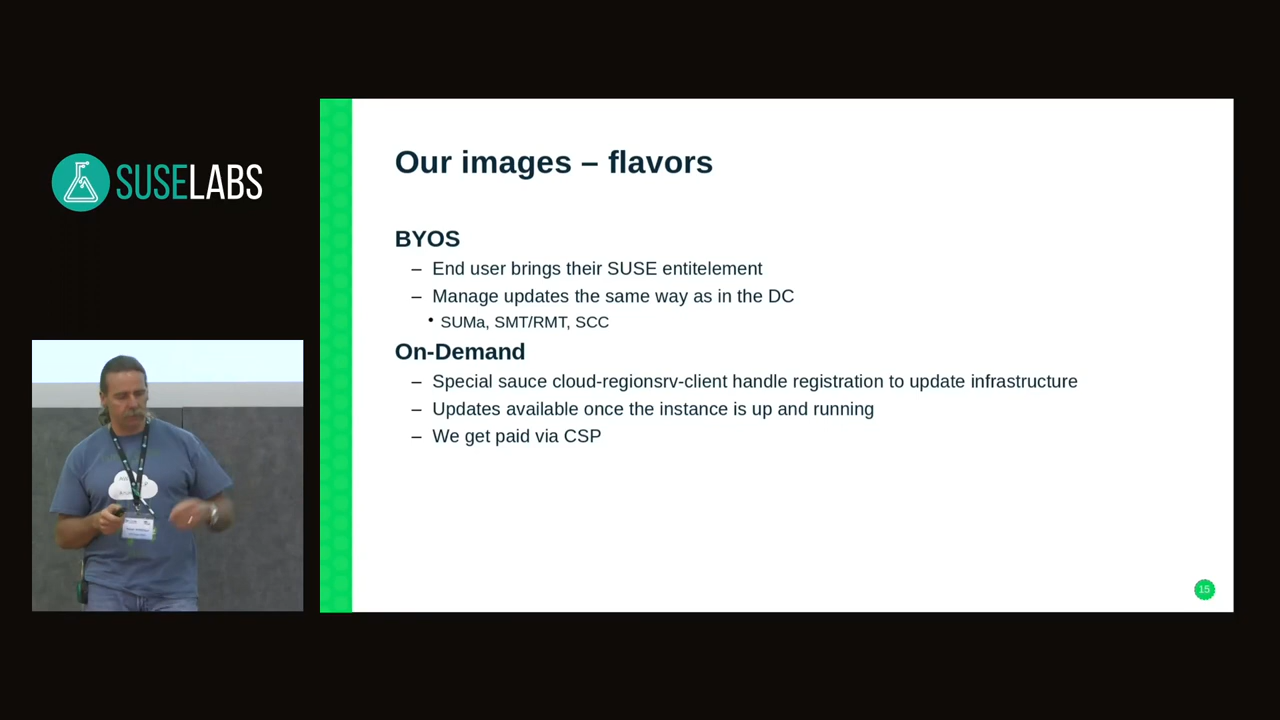 SUSELABS
Our images – flavors
BYOS
– End user brings their SUSE entitelement
– Manage updates the same way as in the DC
• SUMa, SMT/RMT, SCC
On-Demand
– Special sauce cloud-regionsrv-client handle registration to update infrastructure
– Updates available once the instance is up and running
– We get paid via CSP
15